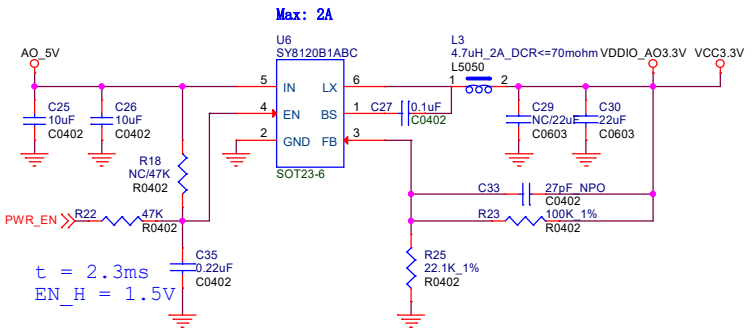 Max: 2A
U6
SY8120B1ABC
L3
4.7uH_2A_DCR<=70mohm
L5050
AO_5V
VDDIO_AO3.3V
VCC3.3V
5
IN
LX
6
1
2
4
EN
BS
1
C27
0.1uF
C0402
2
GND
FB
3
SOT23-6
C25
10uF
C0402
C26
10uF
C0402
C29
NC/22uF
C0603
C30
22uF
C0603
R18
NC/47K
R0402
C33
27pF_NPO
C0402
PWR_EN
R22
47K
R0402
R23
100K_1%
R0402
C35
0.22uF
C0402
R25
22.1K_1%
R0402
t = 2.3ms
EN_H = 1.5V